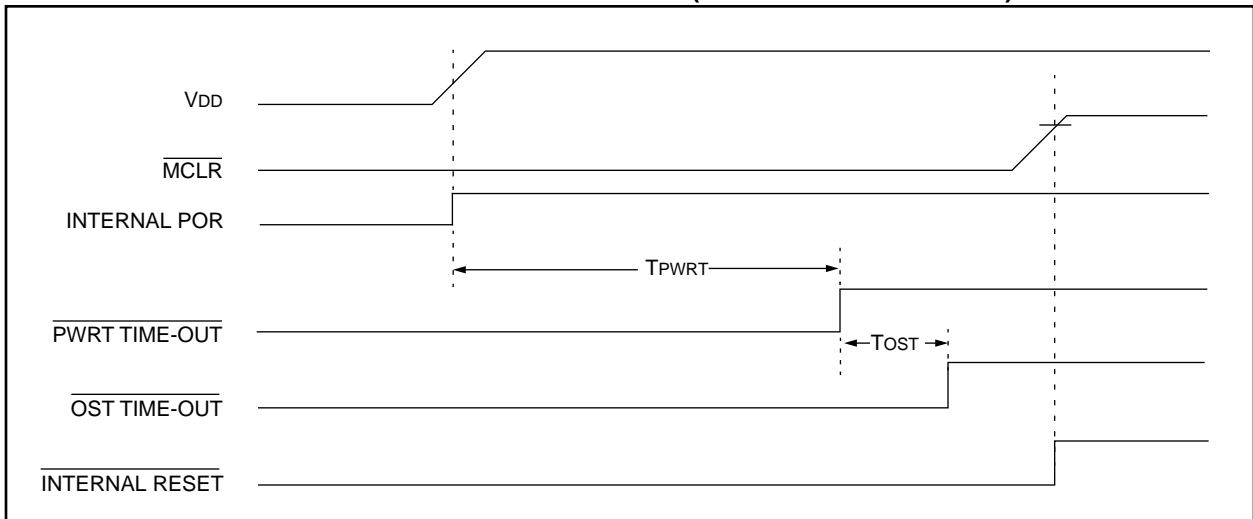 VDD
MCLR
INTERNAL POR
TPWRT
PWRT TIME-OUT
TOST
OST TIME-OUT
INTERNAL RESET